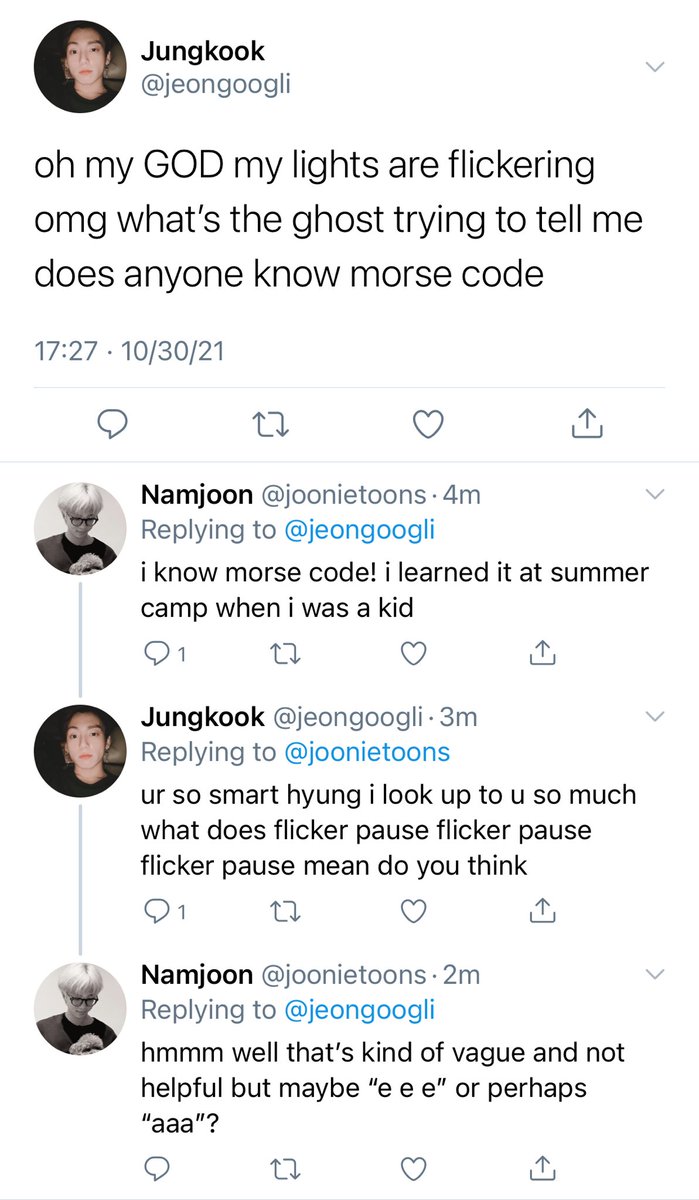 Jungkook
@jeongoogli
oh my GOD my lights are flickering
omg what’s the ghost trying to tell me
does anyone know morse code
17:27 · 10/30/21
Namjoon @joonietoons · 4m
Replying to @jeongoogli
i know morse code! i learned it at summer
camp when i was a kid
1
Jungkook @jeongoogli · 3m
Replying to @joonietoons
ur so smart hyung i look up to u so much
what does flicker pause flicker pause
flicker pause mean do you think
1
Namjoon @joonietoons · 2m
Replying to @jeongoogli
hmmm well that’s kind of vague and not
helpful but maybe “e e e” or perhaps
“aaa”?